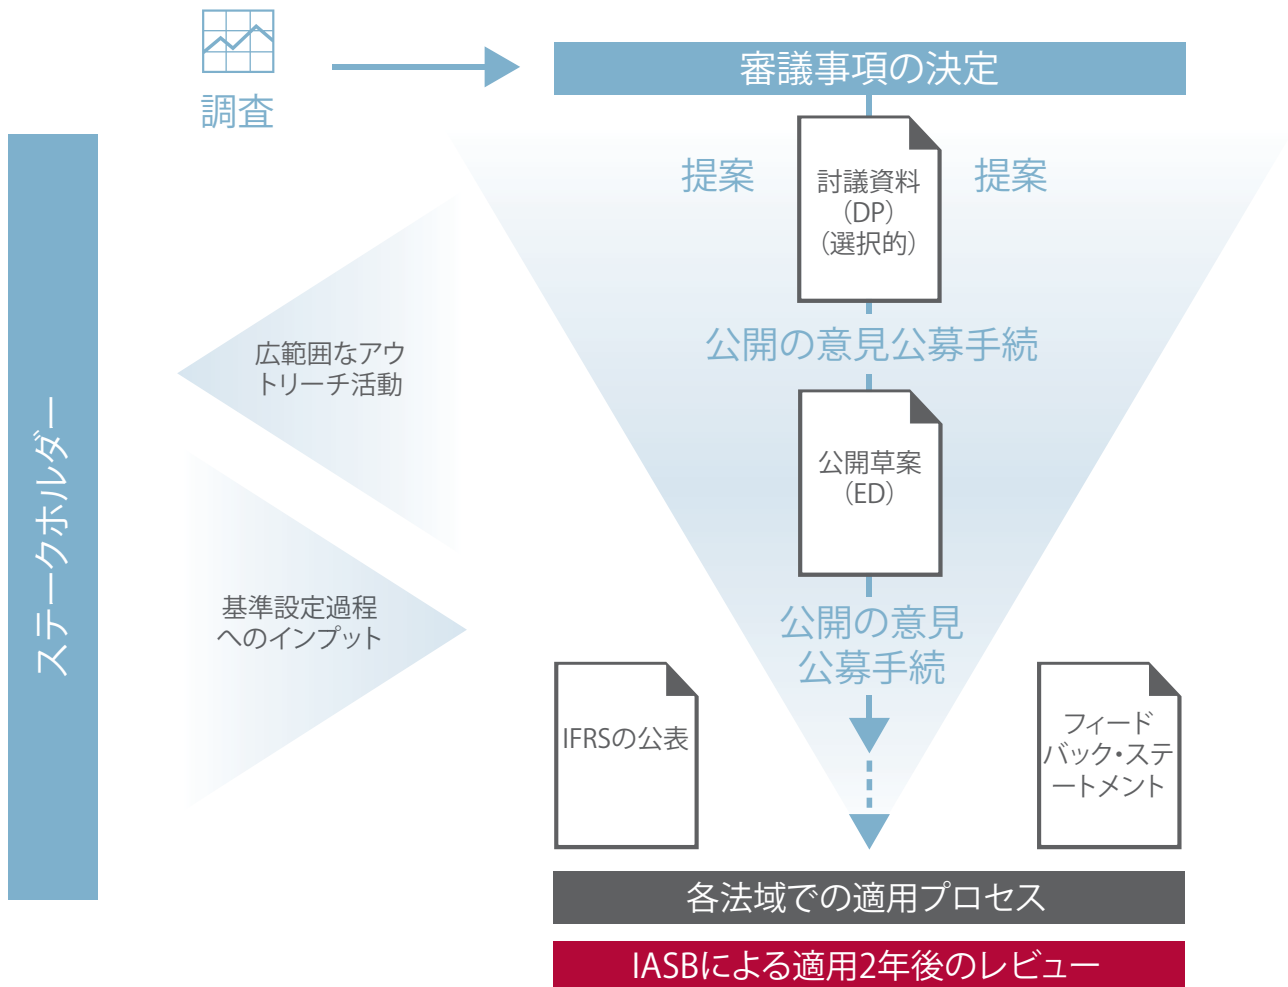 調査
審議事項の決定
提案
討議資料
（DP）
（選択的）
提案
公開の意見公募手続
公開草案
（ED）
公開の意見
公募手続
ステークホルダー
広範囲なアウ
トリーチ活動
基準設定過程
へのインプット
IFRSの公表
フィード
バック・ステ
ートメント
各法域での適用プロセス
IASBによる適用2年後のレビュー